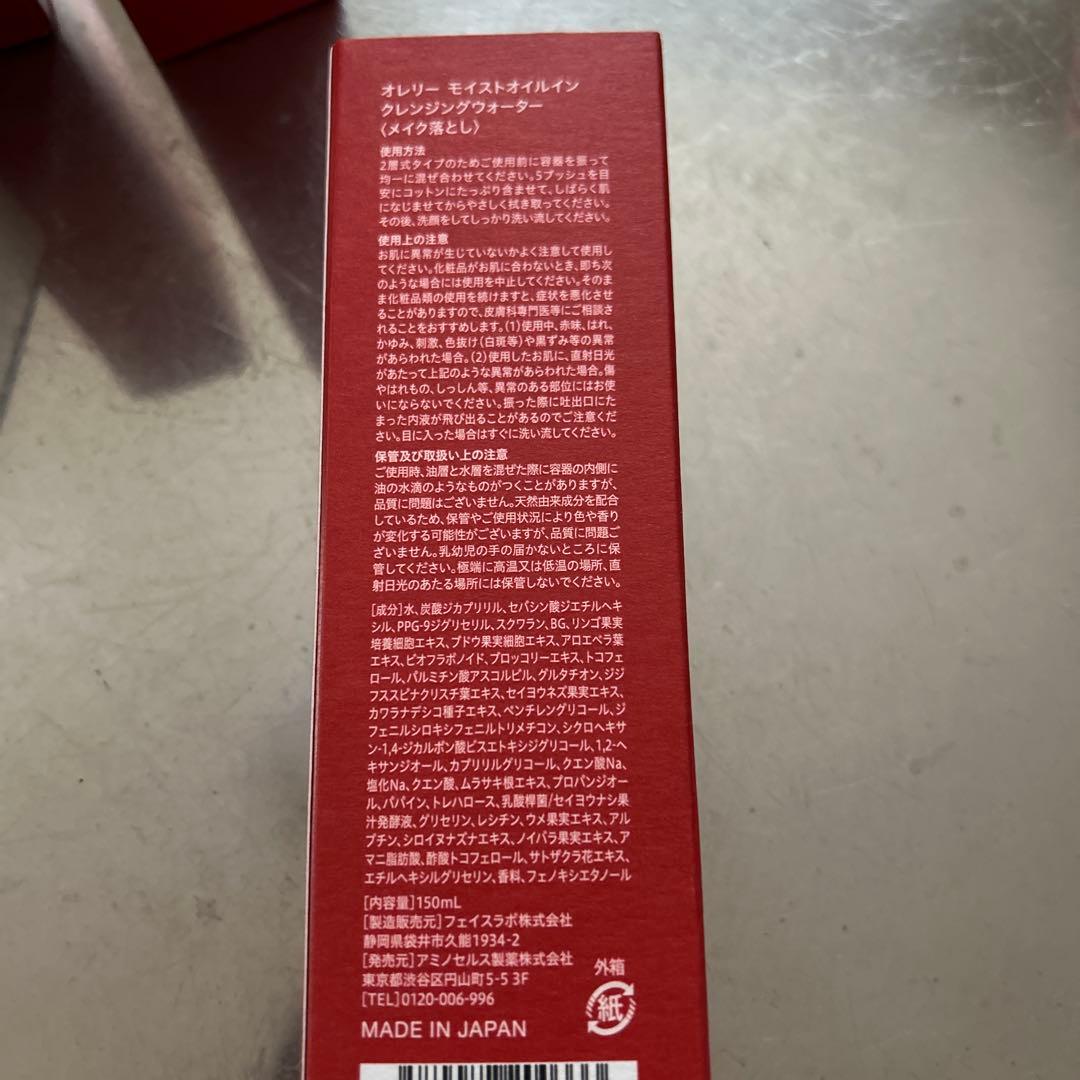 オレリー モイストオイルイン
クレンジングウォーター
〈メイク落とし〉
使用方法
2層式タイプのためご使用前に容器を振って
均一に混ぜ合わせてください。5プッシュを目
安にコットンにたっぷり含ませて、しばらく肌
になじませてからやさしく拭き取ってください。
その後、洗顔をしてしっかり洗い流してください。
使用上の注意
お肌に異常が生じていないかよく注意して使用し
てください。化粧品がお肌に合わないとき、即ち次
のような場合には使用を中止してください。そのま
ま化粧品類の使用を続けますと、症状を悪化させ
ることがありますので、皮膚科専門医等にご相談さ
れることをおすすめします。(1)使用中、赤味、はれ、
かゆみ、刺激、色抜け(白斑等)や黒ずみ等の異常
があらわれた場合。(2)使用したお肌に、直射日光
があたって上記のような異常があらわれた場合。傷
やはれもの、しっしん等、異常のある部位にはお使
いにならないでください。振った際に吐出口にた
まった内液が飛び出ることがあるのでご注意くだ
さい。目に入った場合はすぐに洗い流してください。
保管及び取扱い上の注意
ご使用時、油層と水層を混ぜた際に容器の内側に
油の水滴のようなものがつくことがありますが、
品質に問題はございません。天然由来成分を配合
しているため、保管やご使用状況により色や香り
が変化する可能性がございますが、品質に問題ご
ざいません。乳幼児の手の届かないところに保
管してください。極端に高温又は低温の場所、直
射日光のあたる場所には保管しないでください。
[成分]水、炭酸ジカプリリル、セバシン酸ジエチルヘキ
シル、PPG-9ジグリセリル、スクワラン、BG、リンゴ果実
培養細胞エキス、ブドウ果実細胞エキス、アロエベラ葉
エキス、ビオフラボノイド、ブロッコリーエキス、トコフェ
ロール、パルミチン酸アスコルビル、グルタチオン、ジジ
フススピナクリスチ葉エキス、セイヨウネズ果実エキス、
カワラナデシコ種子エキス、ペンチレングリコール、ジ
フェニルシロキシフェニルトリメチコン、シクロヘキサ
ン-1,4-ジカルボン酸ビスエトキシジグリコール、1,2-ヘ
キサンジオール、カプリリルグリコール、クエン酸Na、
塩化Na、クエン酸、ムラサキ根エキス、プロパンジオー
ル、パパイン、トレハロース、乳酸桿菌/セイヨウナシ果
汁発酵液、グリセリン、レシチン、ウメ果実エキス、アル
ブチン、シロイヌナズナエキス、ノイバラ果実エキス、ア
マニ脂肪酸、酢酸トコフェロール、サトザクラ花エキス、
エチルヘキシルグリセリン、香料、フェノキシエタノール
[内容量]150mL
[製造販売元]フェイスラボ株式会社
静岡県袋井市久能1934-2
[発売元]アミノセルス製薬株式会社
東京都渋谷区円山町5-5 3F
[TEL]0120-006-996
外箱
紙
MADE IN JAPAN